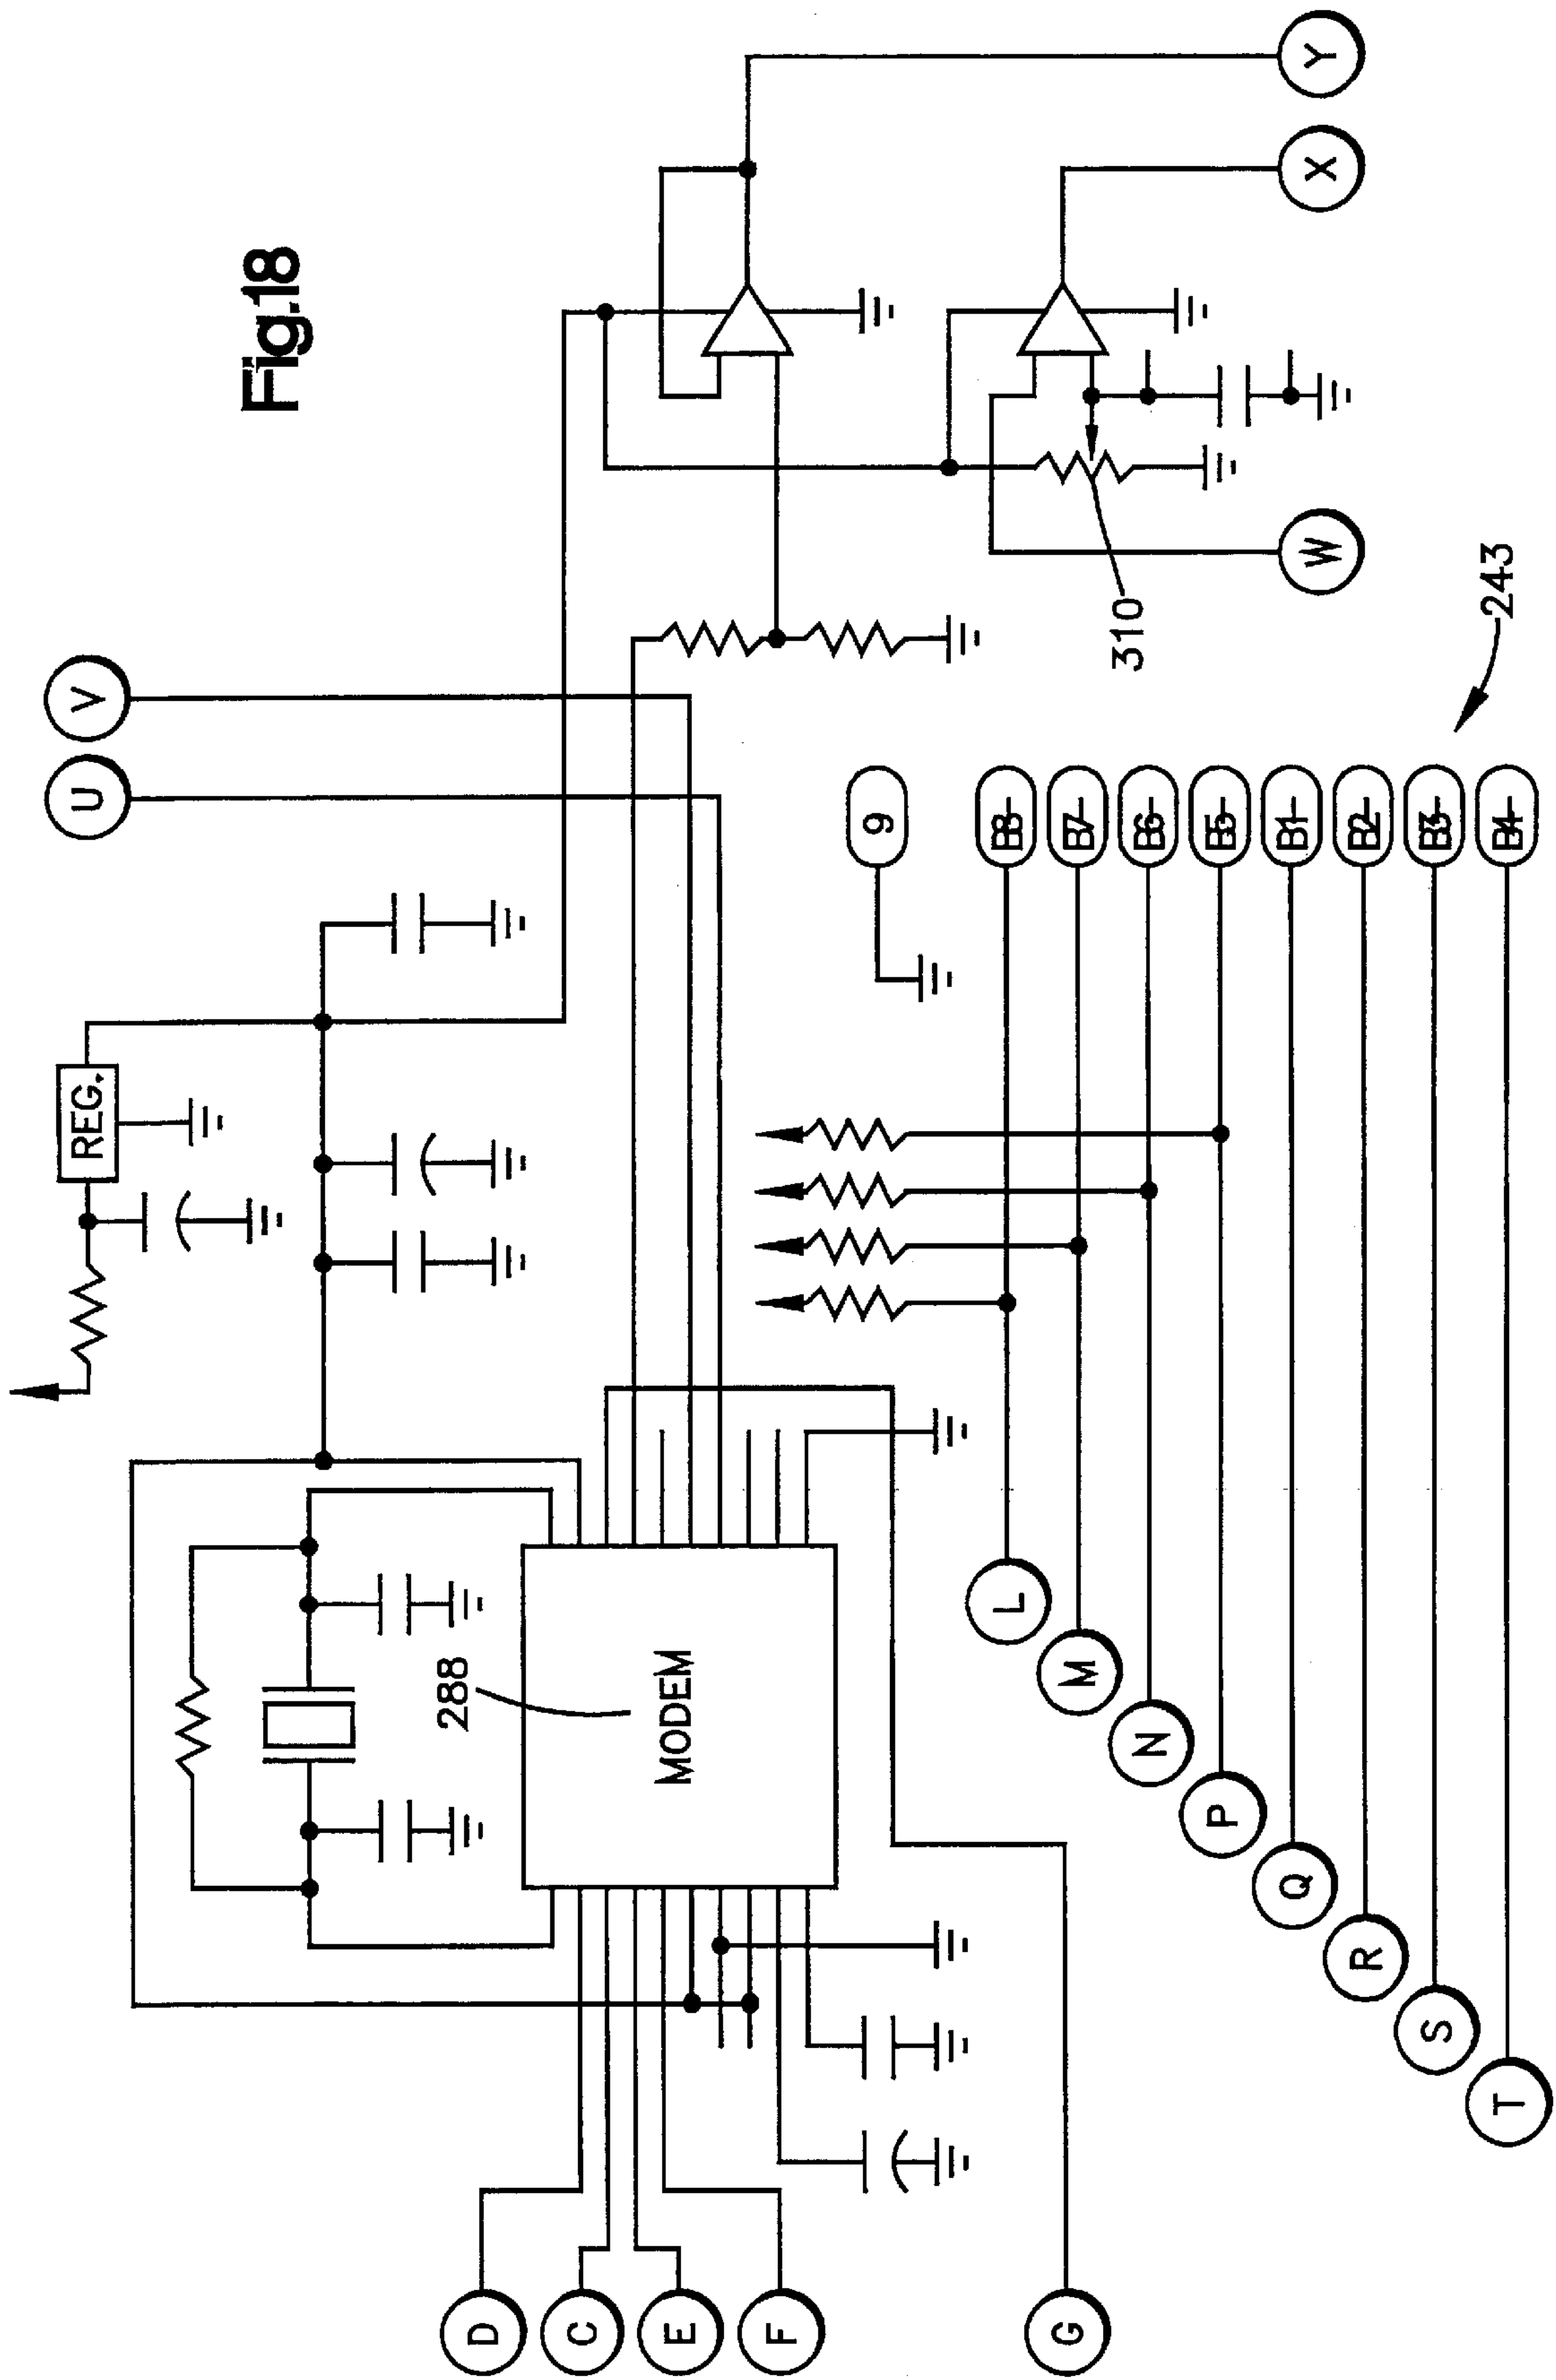 Fig.18
U
V
REG.
288
MODEM
D
C
E
F
G
9
B8-
B7-
B6-
B5-
B1-
B2-
B3-
B4-
L
M
N
P
Q
R
S
T
310
W
X
Y
243